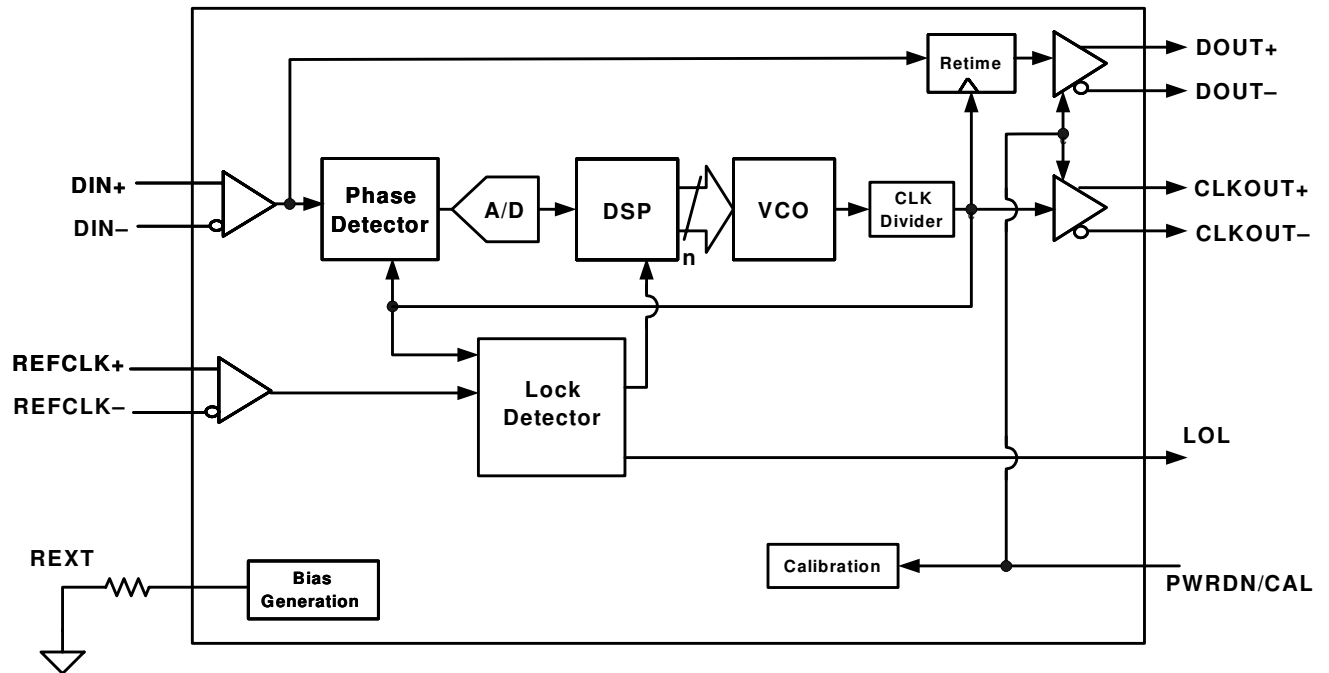 DOUT+
Retime
DOUT–
DIN+
Phase
Detector
A/D
DSP
VCO
CLK
Divider
CLKOUT+
DIN–
CLKOUT–
n
REFCLK+
REFCLK–
Lock
Detector
LOL
REXT
Bias
Generation
Calibration
PWRDN/CAL